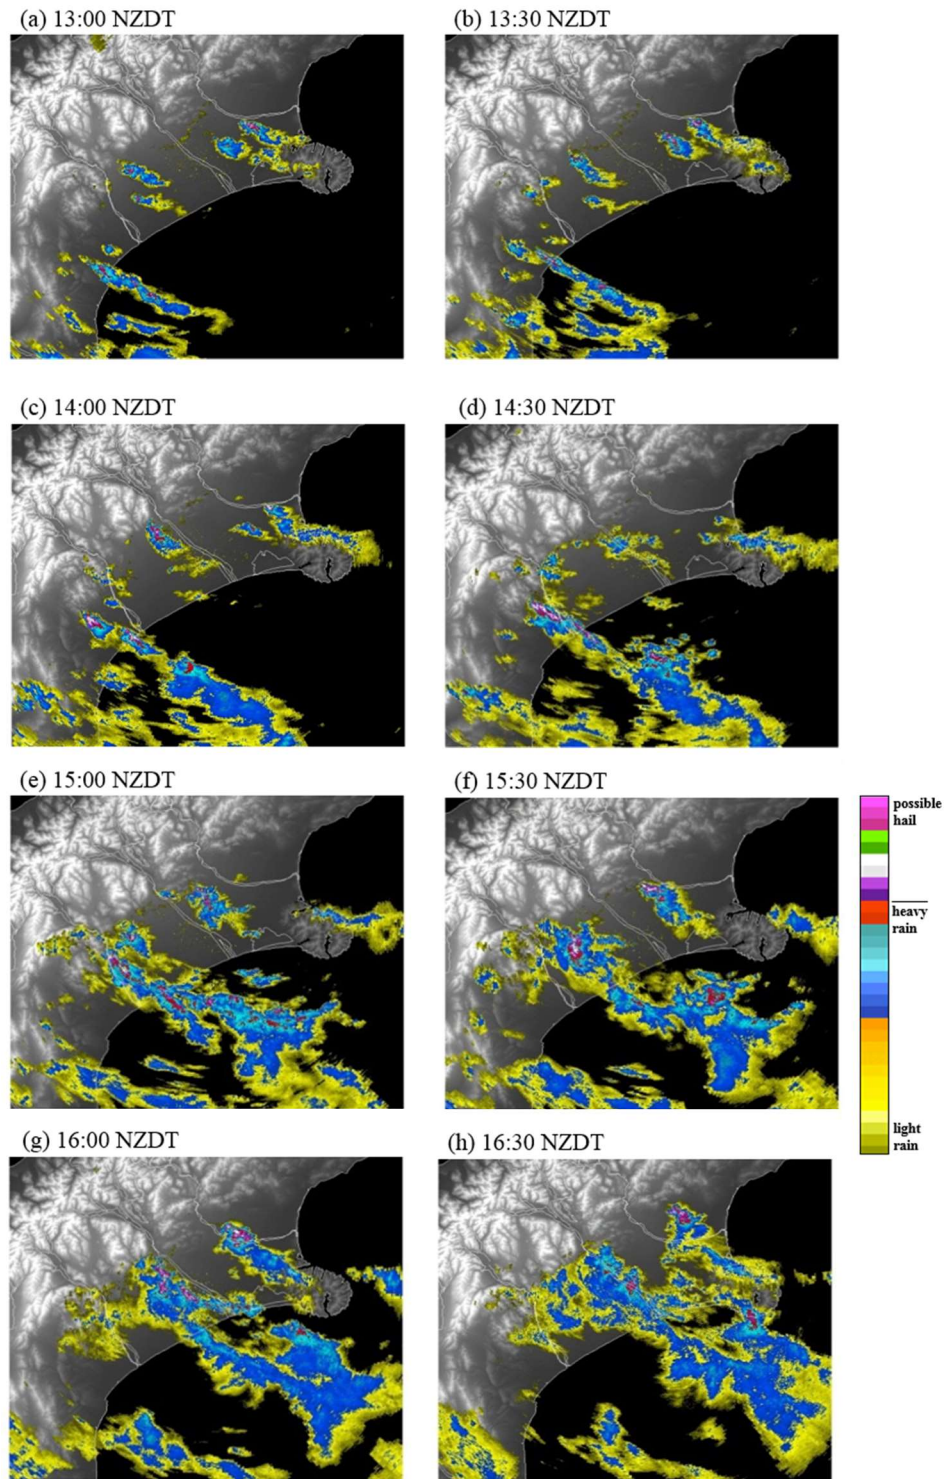 (a) 13:00 NZDT
(b) 13:30 NZDT
(c) 14:00 NZDT
(d) 14:30 NZDT
(e) 15:00 NZDT
(f) 15:30 NZDT
possible
hail
heavy
rain
light
rain
(g) 16:00 NZDT
(h) 16:30 NZDT